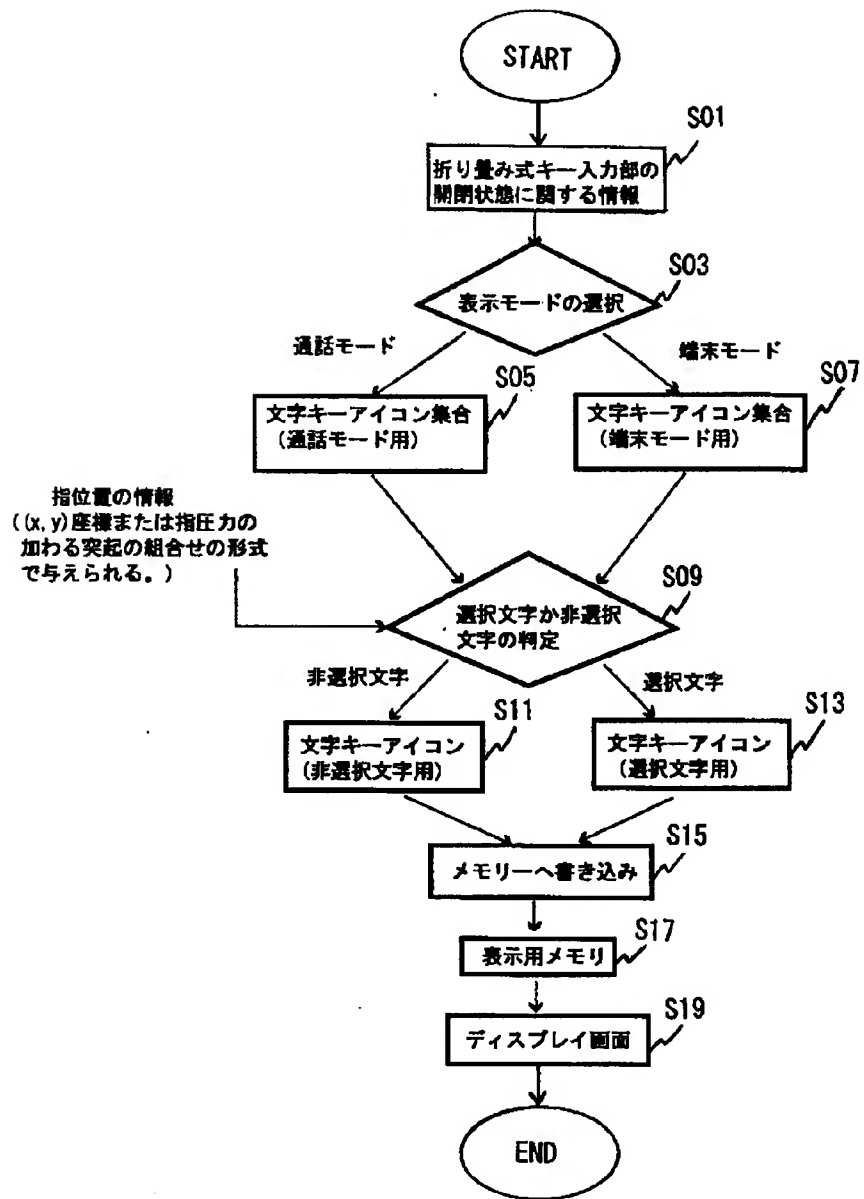 START
S01
折り畳み式キー入力部の
開閉状態に関する情報
S03
表示モードの選択
通話モード
端末モード
S05
文字キーアイコン集合
(通話モード用)
S07
文字キーアイコン集合
(端末モード用)
指位置の情報
((x, y)座標または指圧力の
加わる突起の組合せの形式
で与えられる。)
S09
選択文字か非選択
文字の判定
非選択文字
選択文字
S11
文字キーアイコン
(非選択文字用)
S13
文字キーアイコン
(選択文字用)
S15
メモリーへ書き込み
S17
表示用メモリ
S19
ディスプレイ画面
END